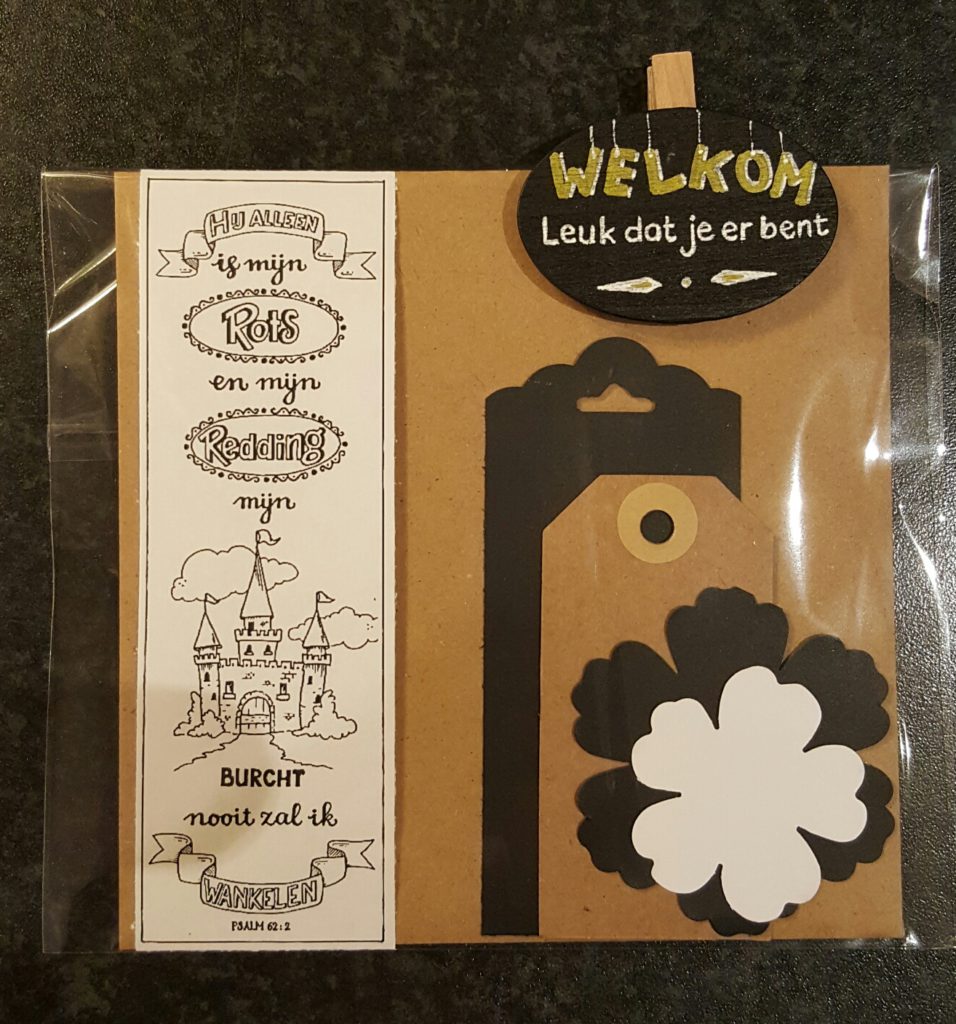 HIJ ALLEEN
is mijn
Rots
en mijn
Redding
mijn
BURCHT
nooit zal ik
WANKELEN
PSALM 62:2
WELKOM
Leuk dat je er bent